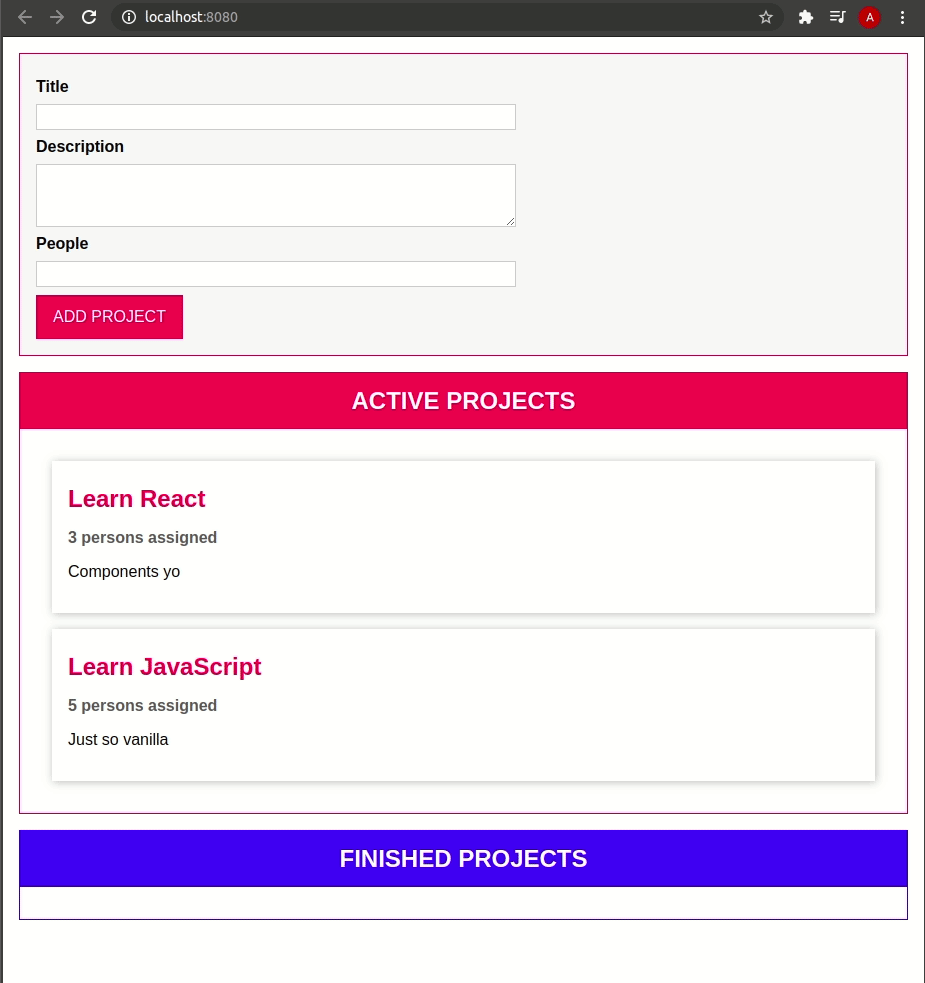 localhost:8080
A
Title
Description
People
ADD PROJECT
ACTIVE PROJECTS
Learn React
3 persons assigned
Components yo
Learn JavaScript
5 persons assigned
Just so vanilla
FINISHED PROJECTS